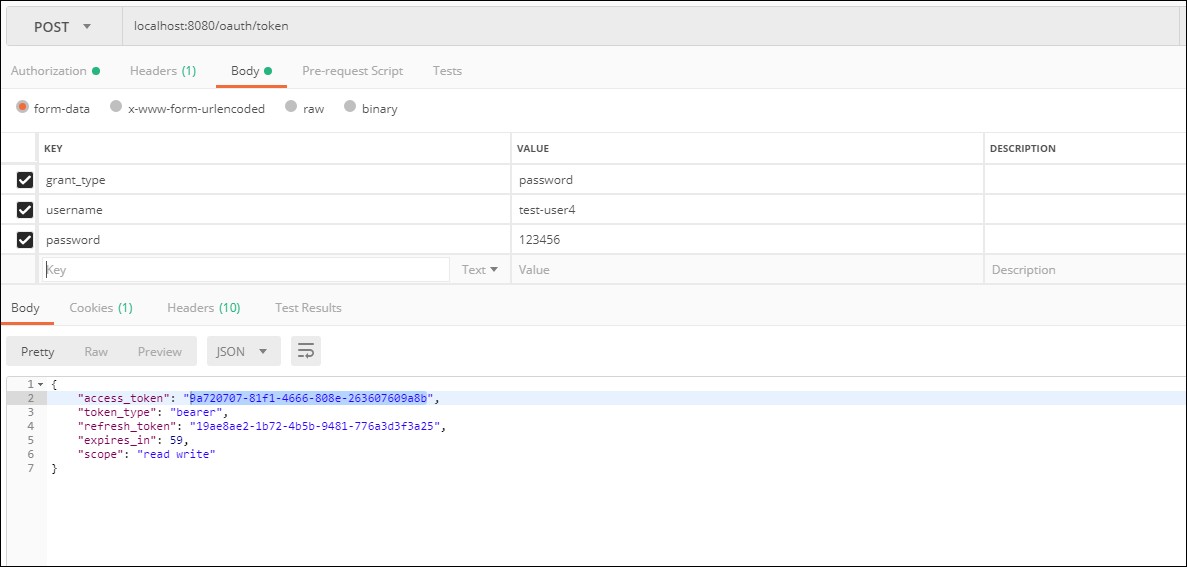 POST localhost:8080/oauth/token
Authorization Headers (1) Body Pre-request Script Tests
form-data x-www-form-urlencoded raw binary
KEY VALUE DESCRIPTION
grant_type password
username test-user4
password 123456
Key Text Value Description
Body Cookies (1) Headers (10) Test Results
Pretty Raw Preview JSON
1 {
2 "access_token": "9a720707-81f1-4666-808e-263607609a8b",
3 "token_type": "bearer",
4 "refresh_token": "19ae8ae2-1b72-4b5b-9481-776a3d3f3a25",
5 "expires_in": 59,
6 "scope": "read write"
7 }